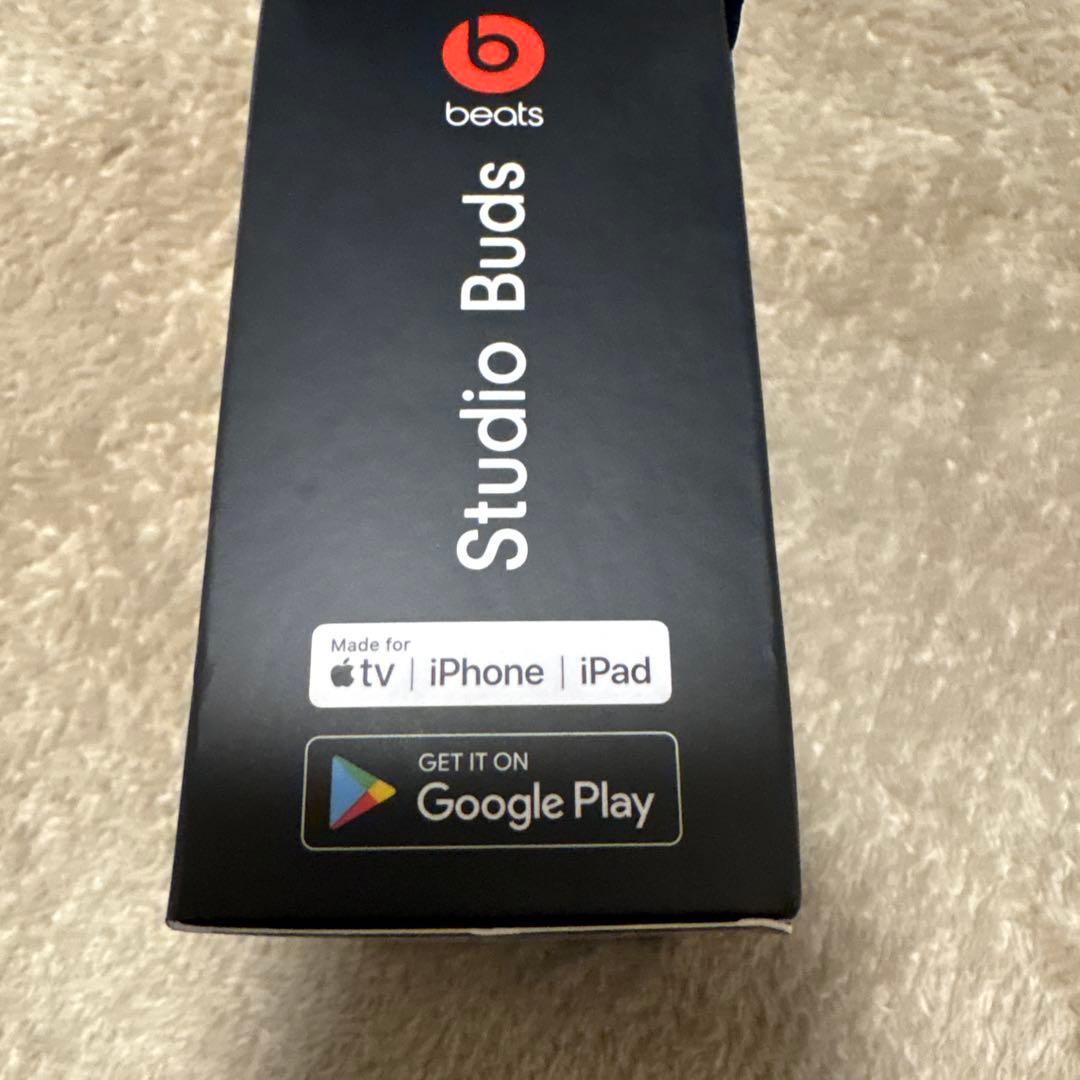 beats
Studio Buds
Made for
tv | iPhone | iPad
GET IT ON
Google Play